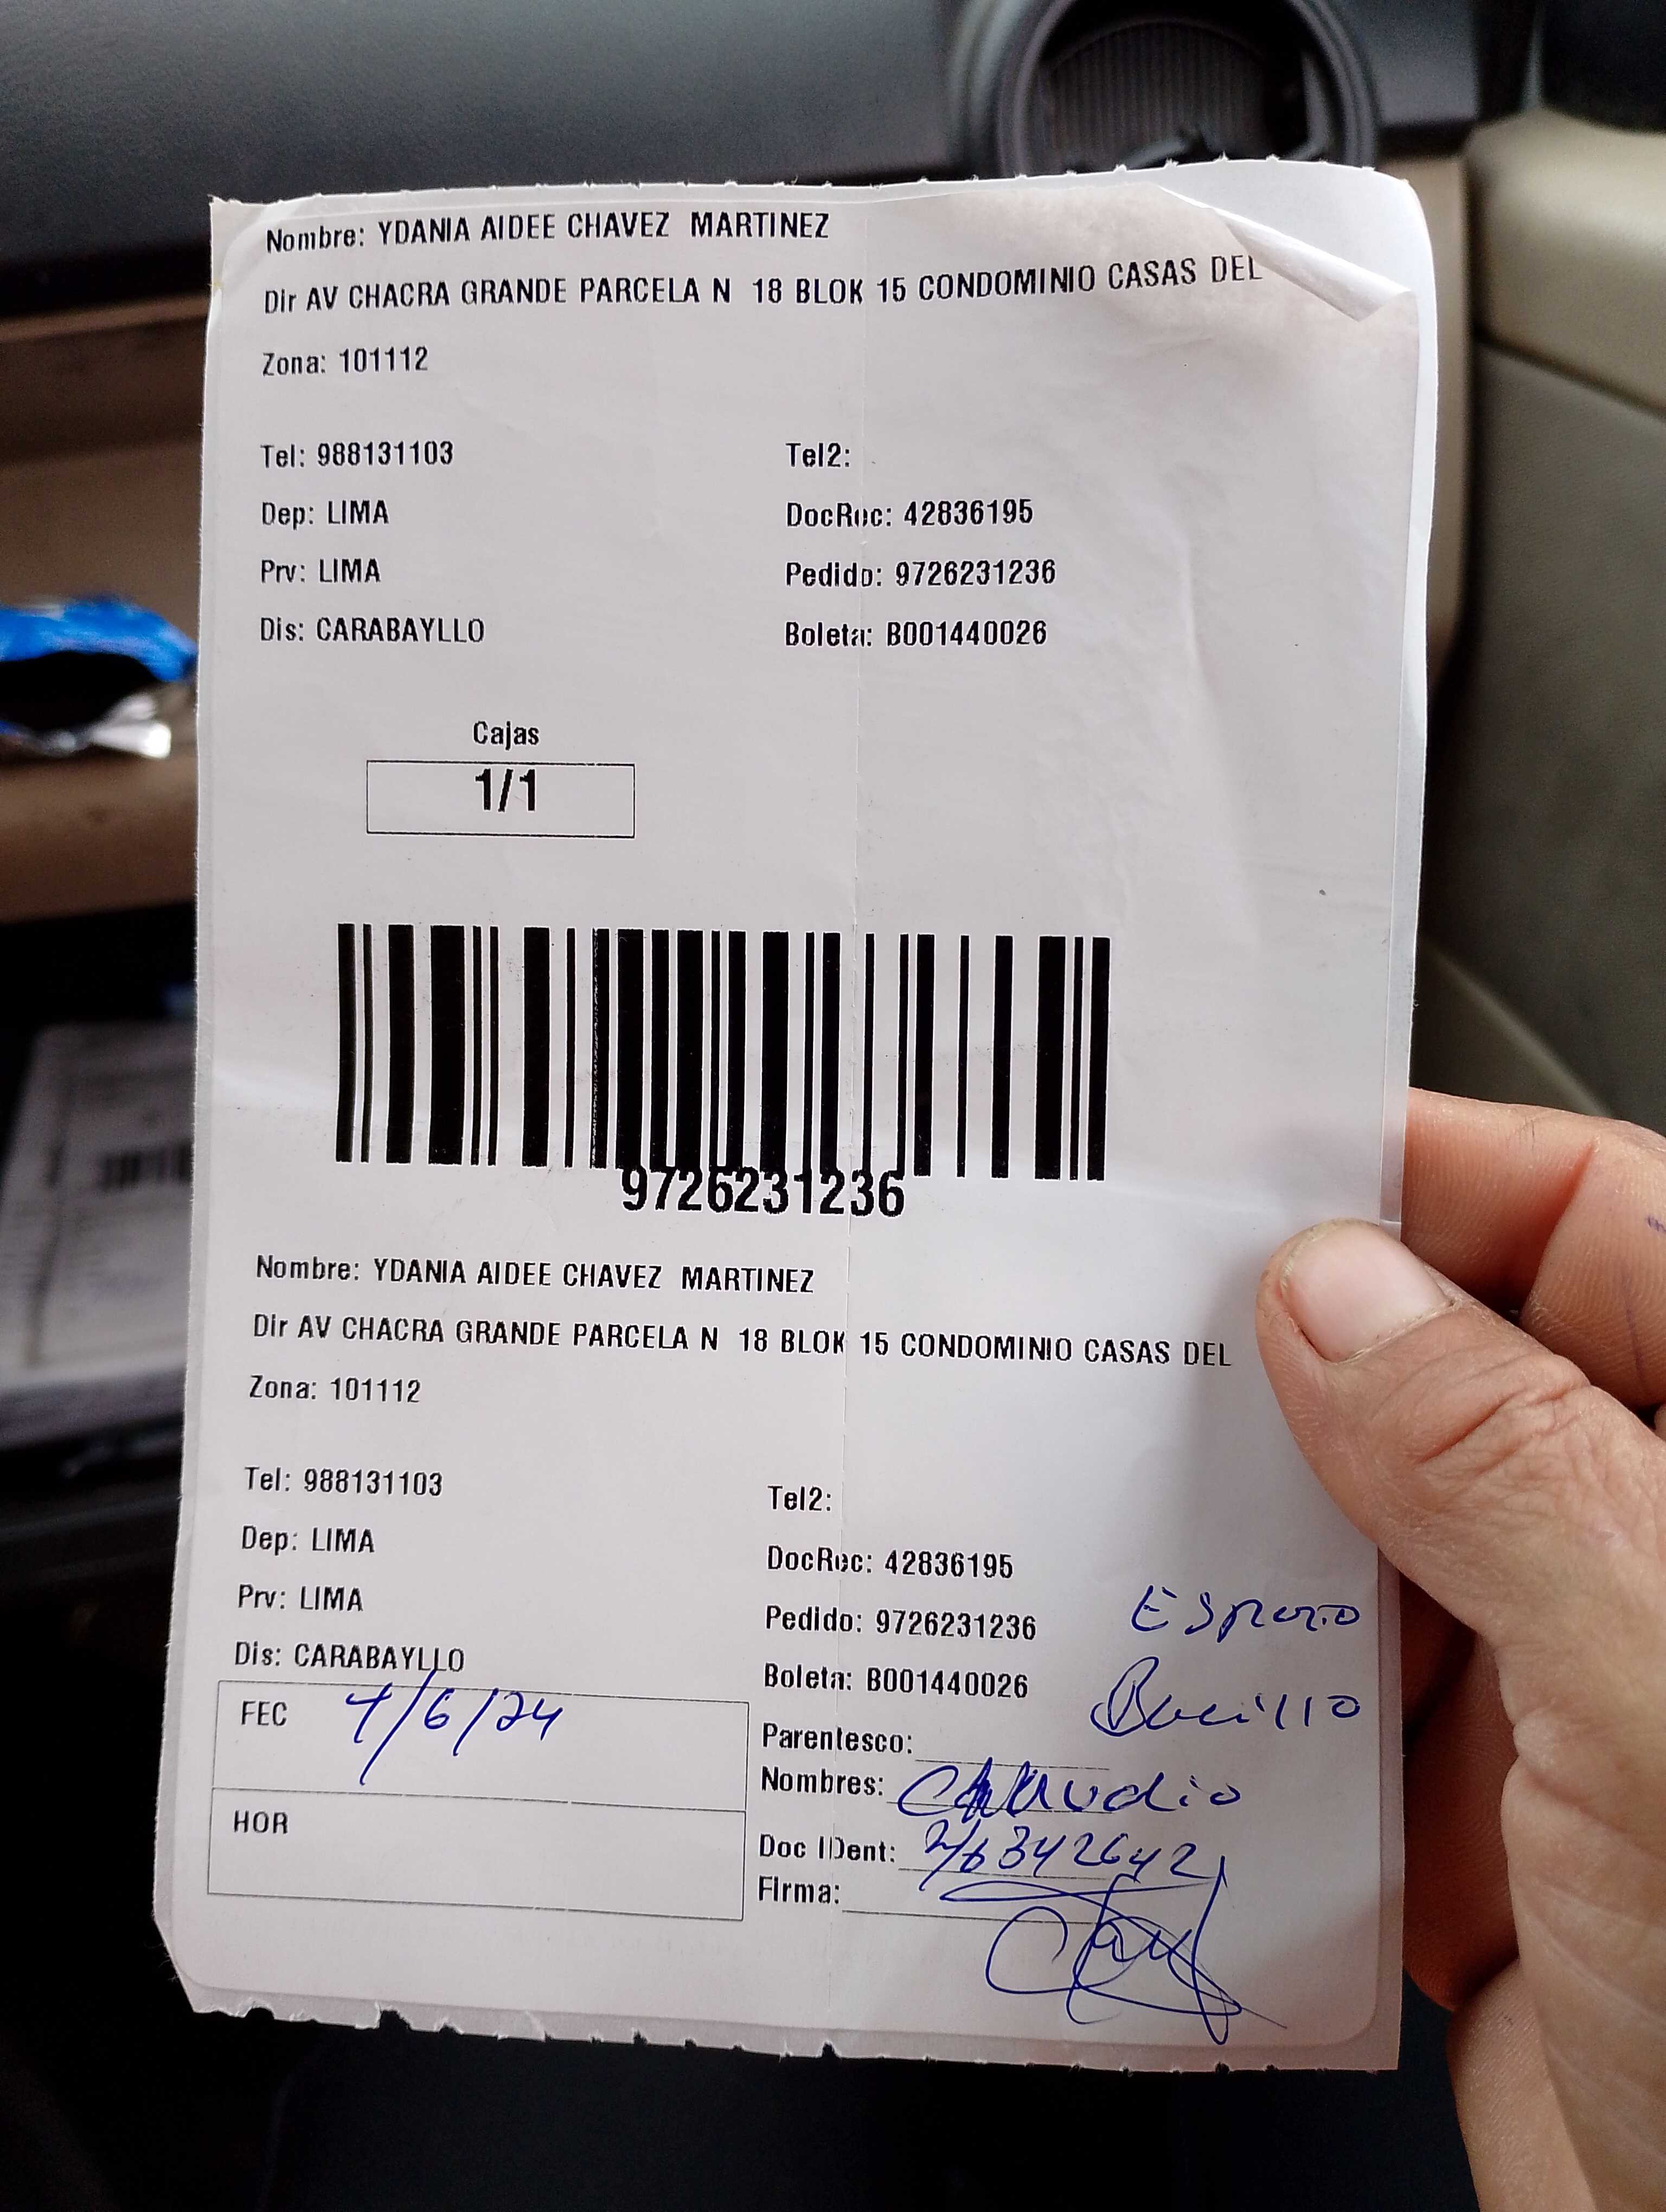 Nombre: YDANIA AIDEE CHAVEZ MARTINEZ
Dir AV CHACRA GRANDE PARCELA N 18 BLOK 15 CONDOMINIO CASAS DEL
Zona: 101112
Tel: 988131103 Tel2:
Dep: LIMA DocRec: 42836195
Prv: LIMA Pedido: 9726231236
Dis: CARABAYLLO Boleta: B001440026
Cajas
1/1
9726231236
Nombre: YDANIA AIDEE CHAVEZ MARTINEZ
Dir AV CHACRA GRANDE PARCELA N 18 BLOK 15 CONDOMINIO CASAS DEL
Zona: 101112
Tel: 988131103 Tel2:
Dep: LIMA DocRec: 42836195
Prv: LIMA Pedido: 9726231236
Dis: CARABAYLLO Boleta: B001440026
FEC
Parentesco:
Nombres: Claudio
HOR
Doc IDent:
Firma: